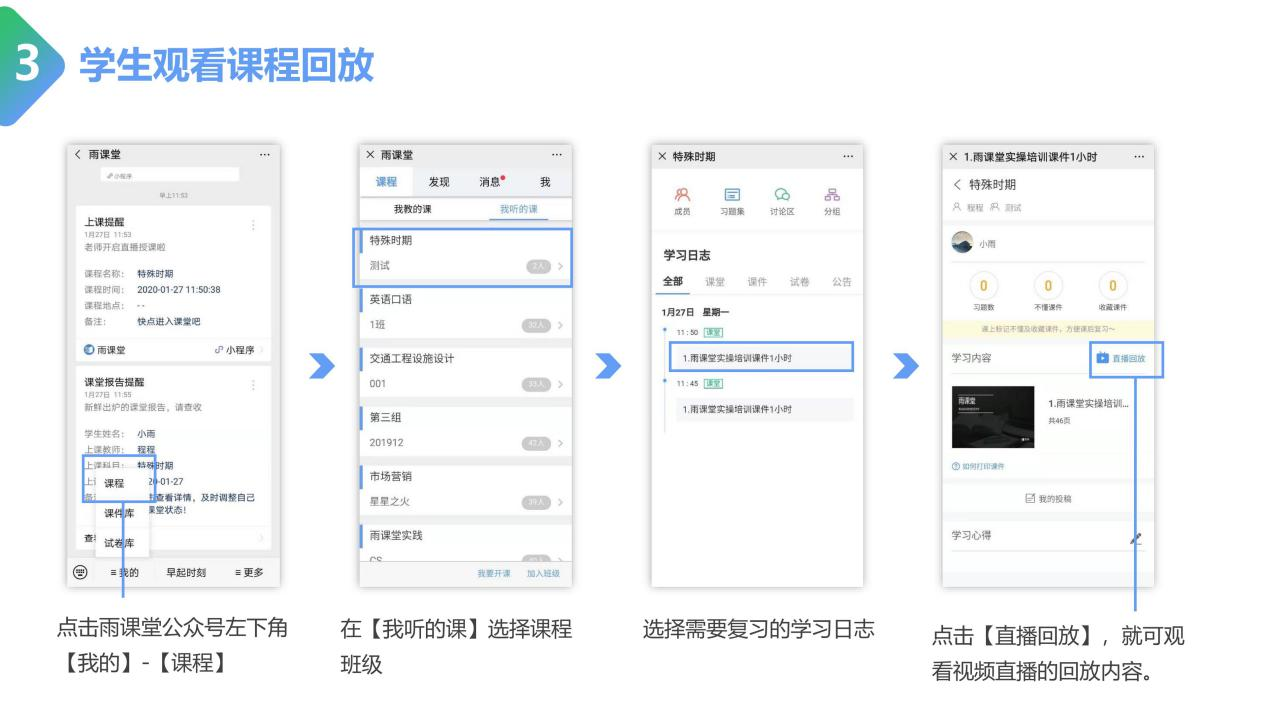 3 学生观看课程回放
雨课堂
小程序
早上11:53
上课提醒
1月27日 11:53
老师开启直播授课啦
课程名称: 特殊时期
课程时间: 2020-01-27 11:50:38
课程地点: --
备注: 快点进入课堂吧
雨课堂 小程序
课堂报告提醒
1月27日 11:55
新鲜出炉的课堂报告，请查收
学生姓名: 小雨
上课教师: 程程
上课科目: 特殊时期
课程
查看详情，及时调整自己
课件库
课堂状态!
试卷库
≡我的 早起时刻 ≡更多
点击雨课堂公众号左下角
【我的】-【课程】
× 雨课堂 ···
课程 发现 消息 我
我教的课 我听的课
特殊时期
测试 2人
英语口语
1班 32人
交通工程设施设计
001 33人
第三组
201912 42人
市场营销
星星之火 39人
雨课堂实践
CS
我要开课 加入班级
在【我听的课】选择课程
班级
× 特殊时期 ···
成员 习题集 讨论区 分组
学习日志
全部 课堂 课件 试卷 公告
1月27日 星期一
11:50 课堂
1.雨课堂实操培训课件1小时
11:45 课堂
1.雨课堂实操培训课件1小时
选择需要复习的学习日志
× 1.雨课堂实操培训课件1小时 ···
特殊时期
程程 测试
小雨
0 0 0
习题数 不懂课件 收藏课件
课上标记不懂及收藏课件，方便课后复习～
学习内容 直播回放
雨课堂
1.雨课堂实操培训...
共46页
如何打印课件
我的投稿
学习心得
点击【直播回放】，就可观
看视频直播的回放内容。